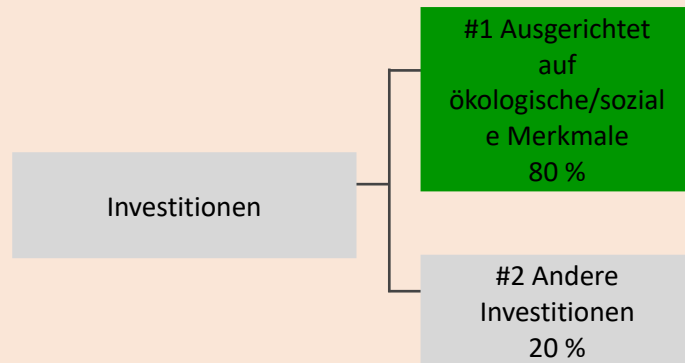 #1 Ausgerichtet
auf
ökologische/sozial
e Merkmale
80 %
Investitionen
#2 Andere
Investitionen
20 %